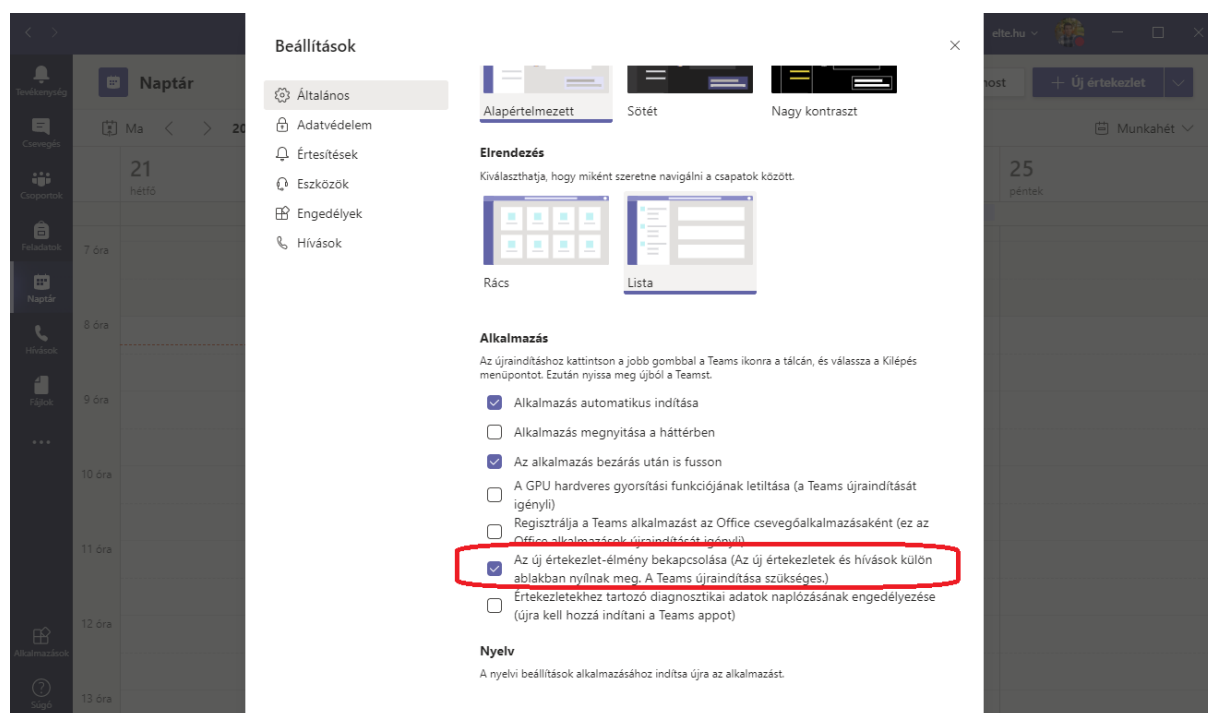 elte.hu
Beállítások
Tevékenység
Naptár
nost
+ Új értekezlet
Általános
Alapértelmezett
Sötét
Nagy kontraszt
Adatvédelem
Ma
20
Munkahét
Csevegés
Értesítések
Elrendezés
Kiválaszthatja, hogy miként szeretne navigálni a csapatok között.
21
hétfő
25
péntek
Csoportok
Eszközök
Engedélyek
Hívások
Feladatok
7 óra
Rács
Lista
Naptár
8 óra
Hívások
Alkalmazás
Az újraindításhoz kattintson a jobb gombbal a Teams ikonra a tálcán, és válassza a Kilépés
menüpontot. Ezután nyissa meg újból a Teamst.
Fájlok
9 óra
Alkalmazás automatikus indítása
Alkalmazás megnyitása a háttérben
Az alkalmazás bezárás után is fusson
10 óra
A GPU hardveres gyorsítási funkciójának letiltása (a Teams újraindítását
igényli)
Regisztrálja a Teams alkalmazást az Office csevegőalkalmazásaként (ez az
Office alkalmazások újraindítását igényli)
11 óra
Az új értekezlet-élmény bekapcsolása (Az új értekezletek és hívások külön
ablakban nyílnak meg. A Teams újraindítása szükséges.)
Értekezletekhez tartozó diagnosztikai adatok naplózásának engedélyezése
(újra kell hozzá indítani a Teams appot)
12 óra
Alkalmazások
Nyelv
A nyelvi beállítások alkalmazásához indítsa újra az alkalmazást.
Súgó
13 óra